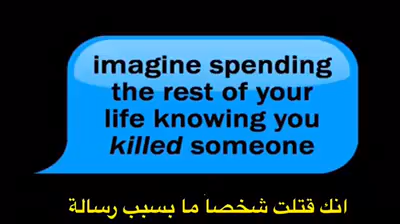 imagine spending
the rest of your
life knowing you
killed someone
انك قتلت شخصاً ما بسبب رسالة